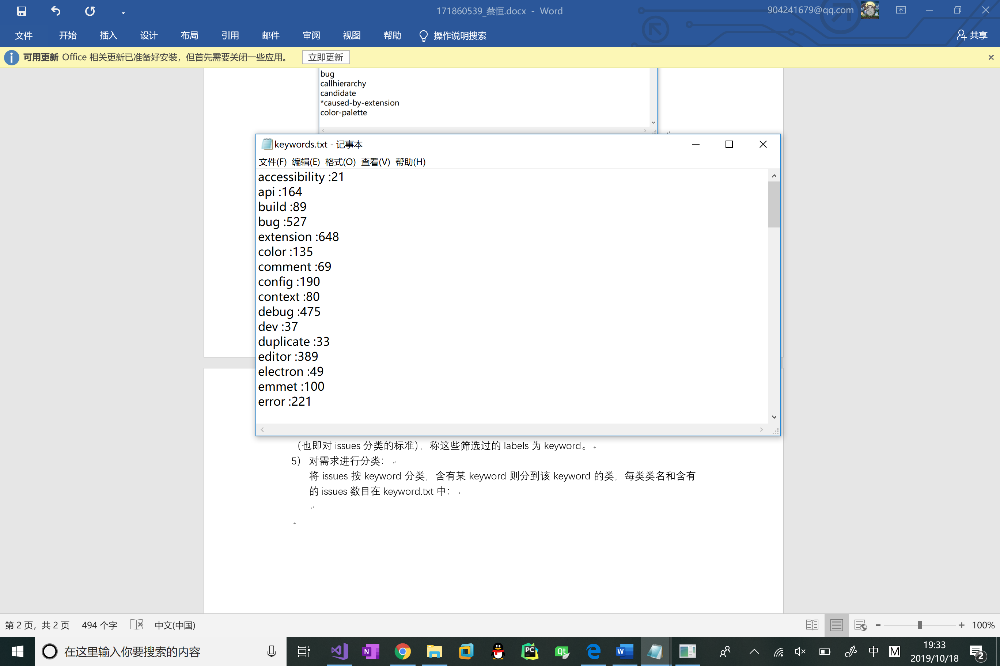 171860539_蔡恒.docx - Word
904241679@qq.com
文件 开始 插入 设计 布局 引用 邮件 审阅 视图 帮助 操作说明搜索 共享
可用更新 Office 相关更新已准备好安装，但首先需要关闭一些应用。 立即更新
bug
callhierarchy
candidate
*caused-by-extension
color-palette
keywords.txt - 记事本
文件(F) 编辑(E) 格式(O) 查看(V) 帮助(H)
accessibility :21
api :164
build :89
bug :527
extension :648
color :135
comment :69
config :190
context :80
debug :475
dev :37
duplicate :33
editor :389
electron :49
emmet :100
error :221
（也即对 issues 分类的标准），称这些筛选过的 labels 为 keyword。
5） 对需求进行分类：
将 issues 按 keyword 分类，含有某 keyword 则分到该 keyword 的类，每类类名和含有
的 issues 数目在 keyword.txt 中：
第 2 页，共 2 页 494 个字 中文(中国) 100%
在这里输入你要搜索的内容
N PC Qt W 中 M
19:33
2019/10/18
2